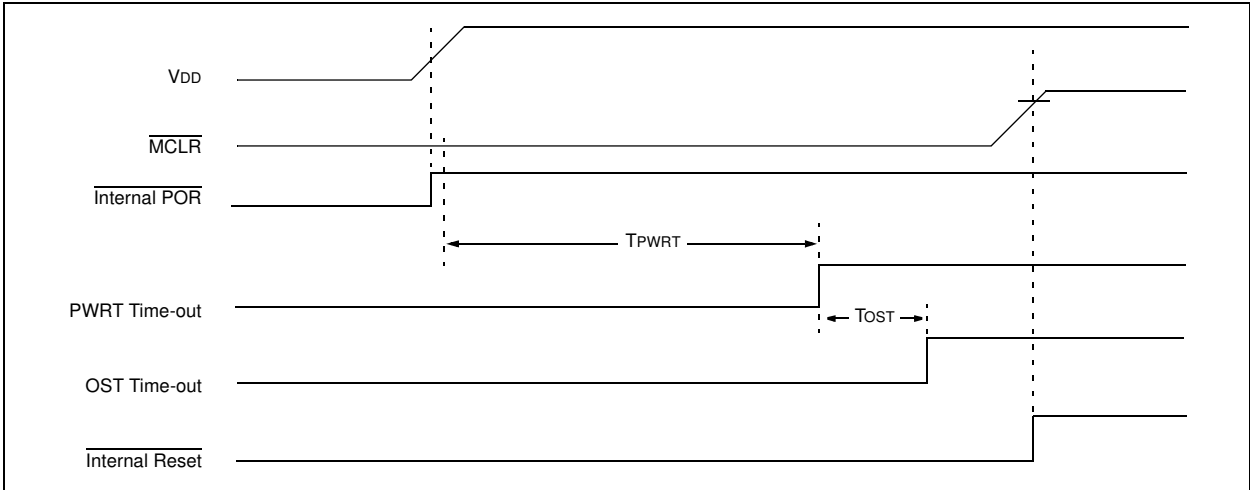 VDD
MCLR
Internal POR
TPWRT
PWRT Time-out
TOST
OST Time-out
Internal Reset